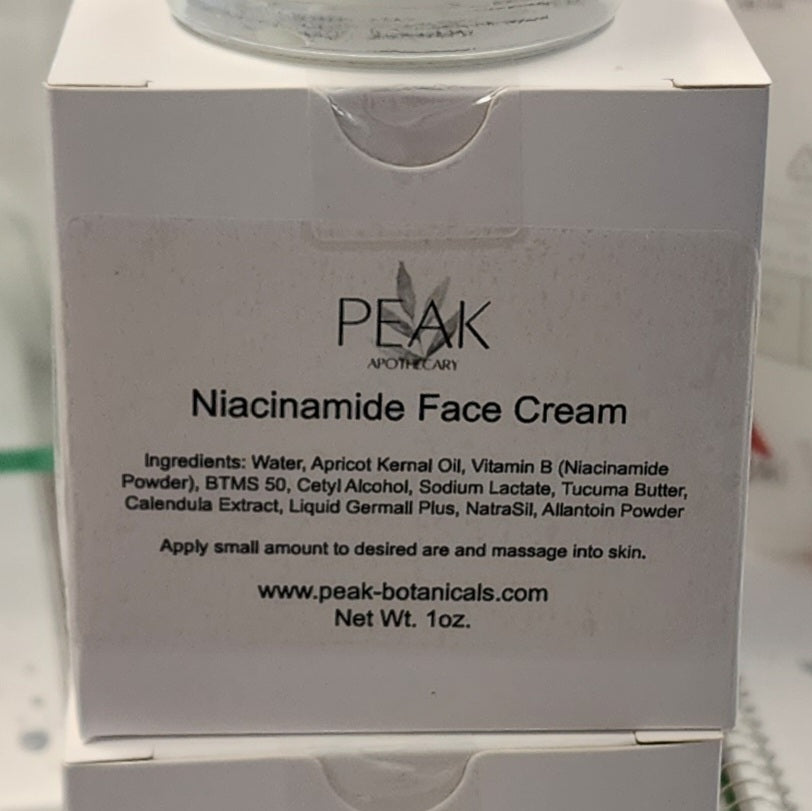 PEAK
APOTHECARY
Niacinamide Face Cream
Ingredients: Water, Apricot Kernal Oil, Vitamin B (Niacinamide
Powder), BTMS 50, Cetyl Alcohol, Sodium Lactate, Tucuma Butter,
Calendula Extract, Liquid Germall Plus, NatraSil, Allantoin Powder
Apply small amount to desired are and massage into skin.
www.peak-botanicals.com
Net Wt. 1oz.